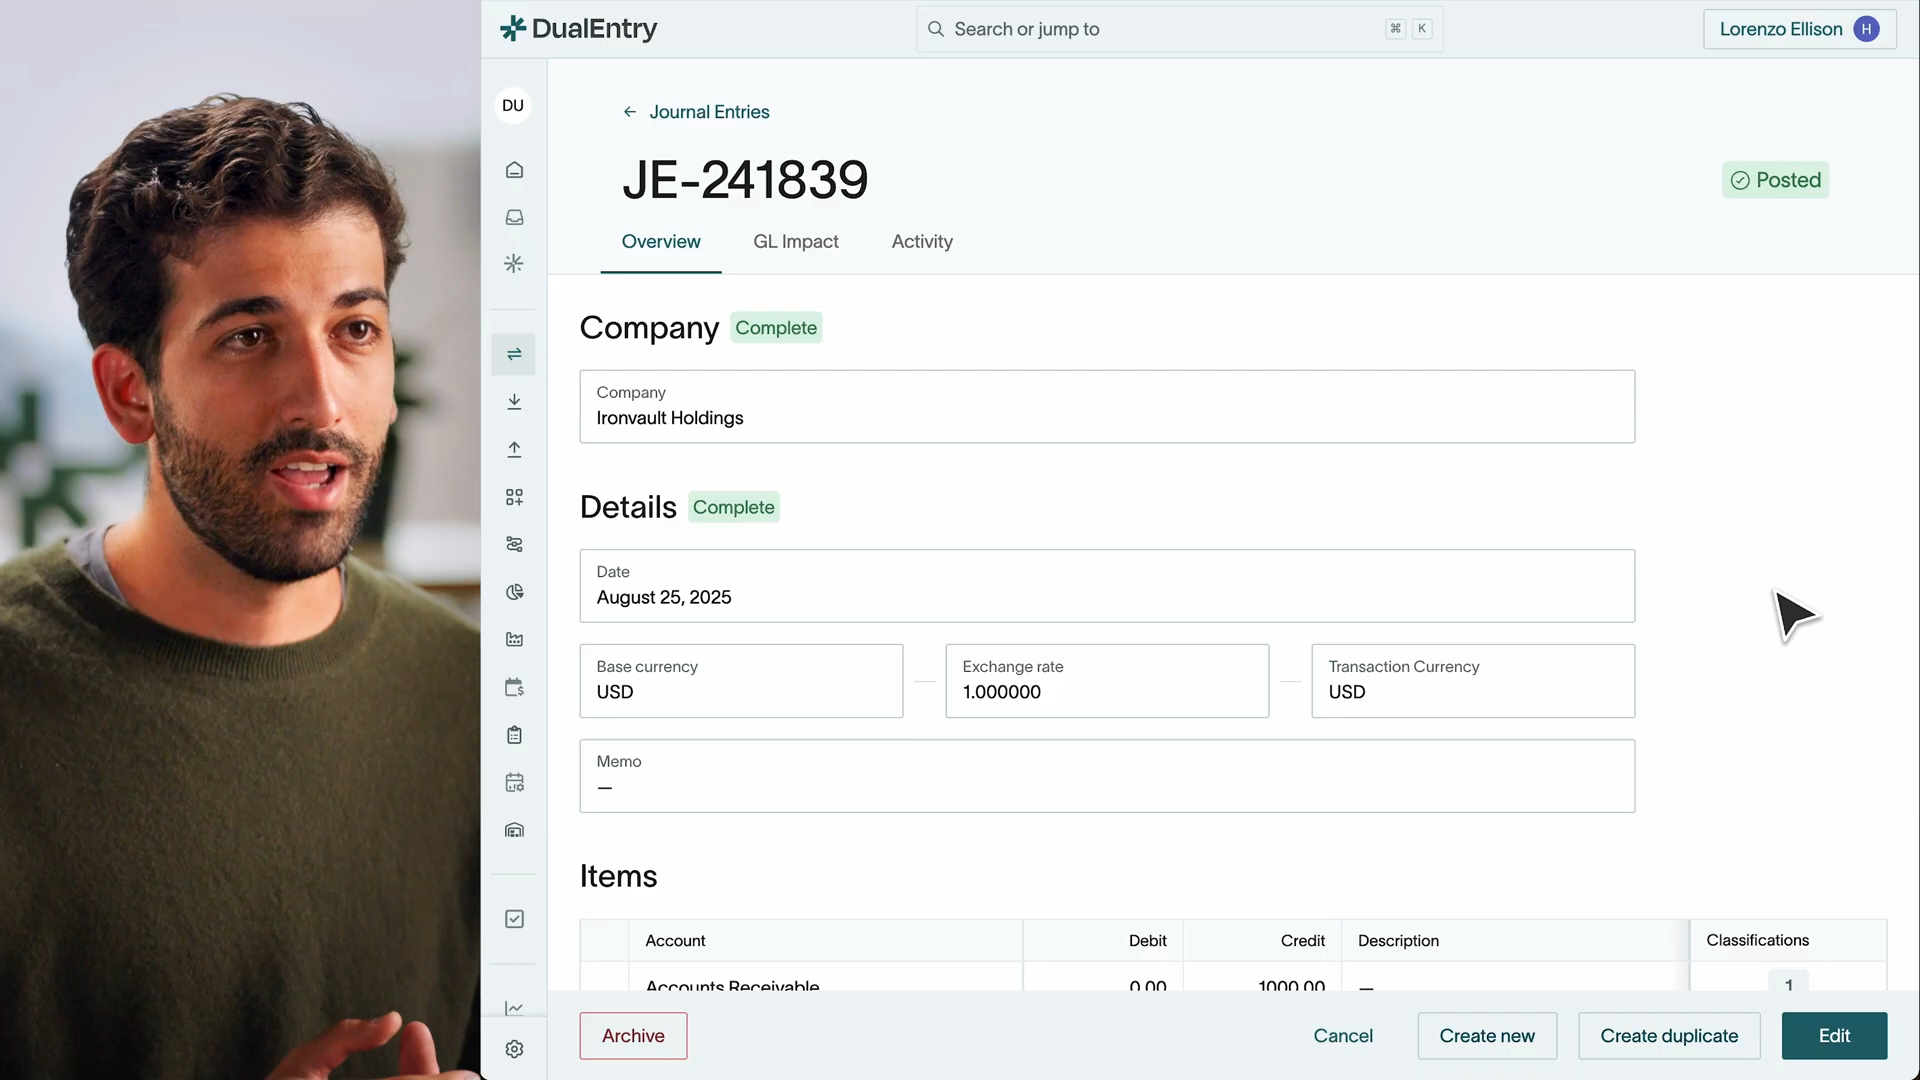 DualEntry
Search or jump to
⌘ K
Lorenzo Ellison H
DU
← Journal Entries
JE-241839
Posted
Overview GL Impact Activity
Company Complete
Company
Ironvault Holdings
Details Complete
Date
August 25, 2025
Base currency
USD
Exchange rate
1.000000
Transaction Currency
USD
Memo
—
Items
Account Debit Credit Description Classifications
Accounts Receivable 0.00 1000.00 — 1
Archive Cancel Create new Create duplicate Edit